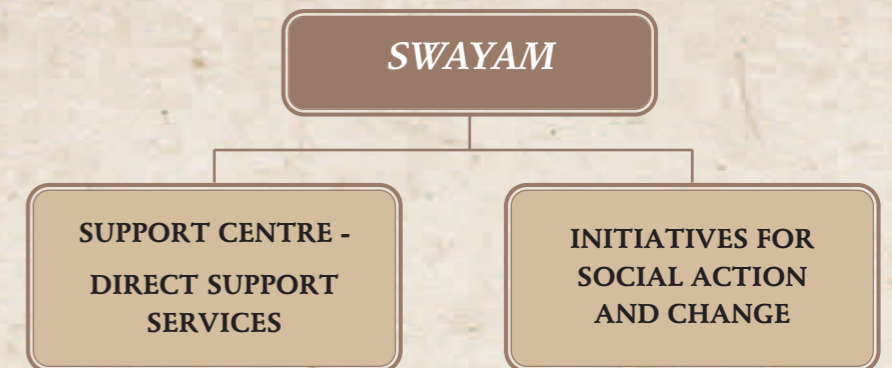 SWAYAM
SUPPORT CENTRE -
DIRECT SUPPORT
SERVICES
INITIATIVES FOR
SOCIAL ACTION
AND CHANGE